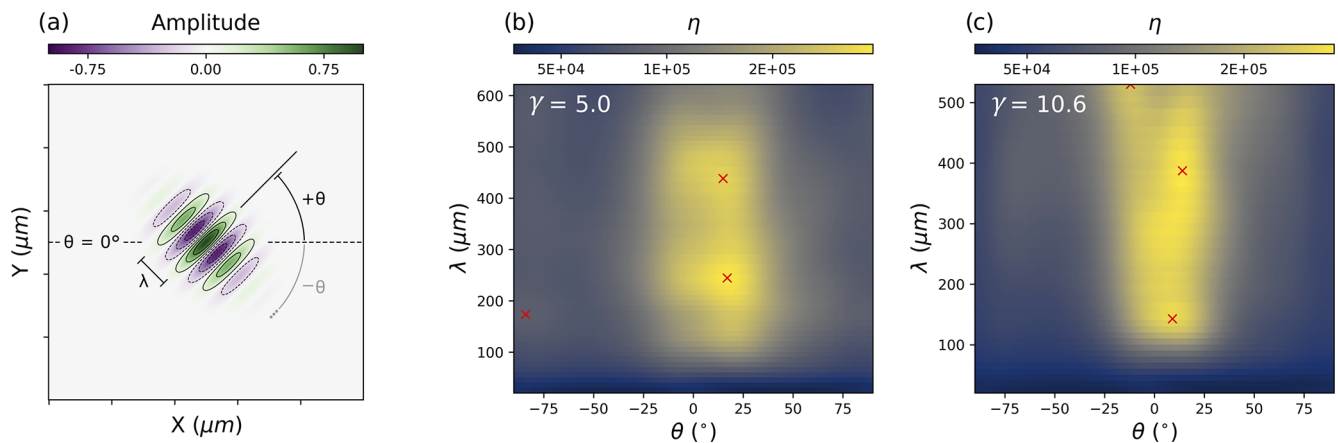 (a) Amplitude
-0.75 0.00 0.75
+θ
θ = 0°
λ
−θ
Y (μm)
X (μm)
(b) η
5E+04 1E+05 2E+05
γ = 5.0
600
500
400
300
200
100
λ (μm)
−75 −50 −25 0 25 50 75
θ (°)
(c) η
5E+04 1E+05 2E+05
γ = 10.6
500
400
300
200
100
λ (μm)
−75 −50 −25 0 25 50 75
θ (°)